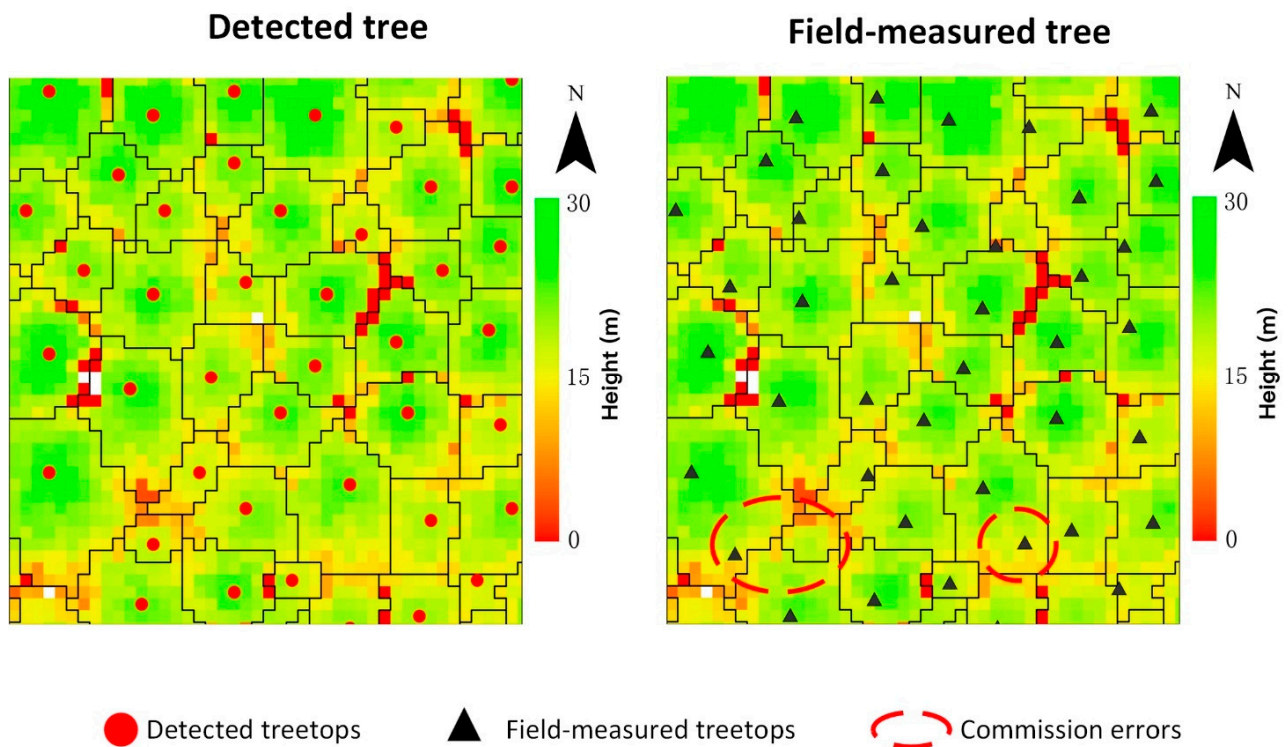 Detected tree
Field-measured tree
N
30
15
0
Height (m)
N
30
15
0
Height (m)
Detected treetops
Field-measured treetops
Commission errors